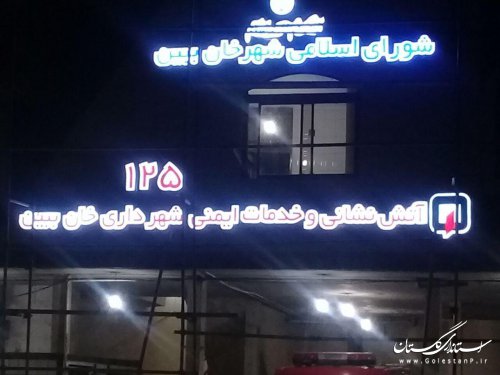 شورای اسلامی شهر خان ببین
۱۲۵
آتش نشانی و خدمات ایمنی شهرداری خان ببین
استانداری گلستان
www.GolestanP.ir